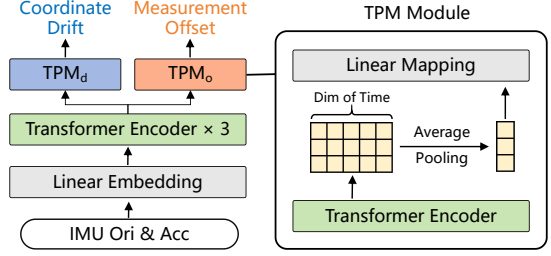 Coordinate
Drift
Measurement
Offset
TPMd
TPMo
Transformer Encoder × 3
Linear Embedding
IMU Ori & Acc
TPM Module
Linear Mapping
Dim of Time
Average
Pooling
Transformer Encoder